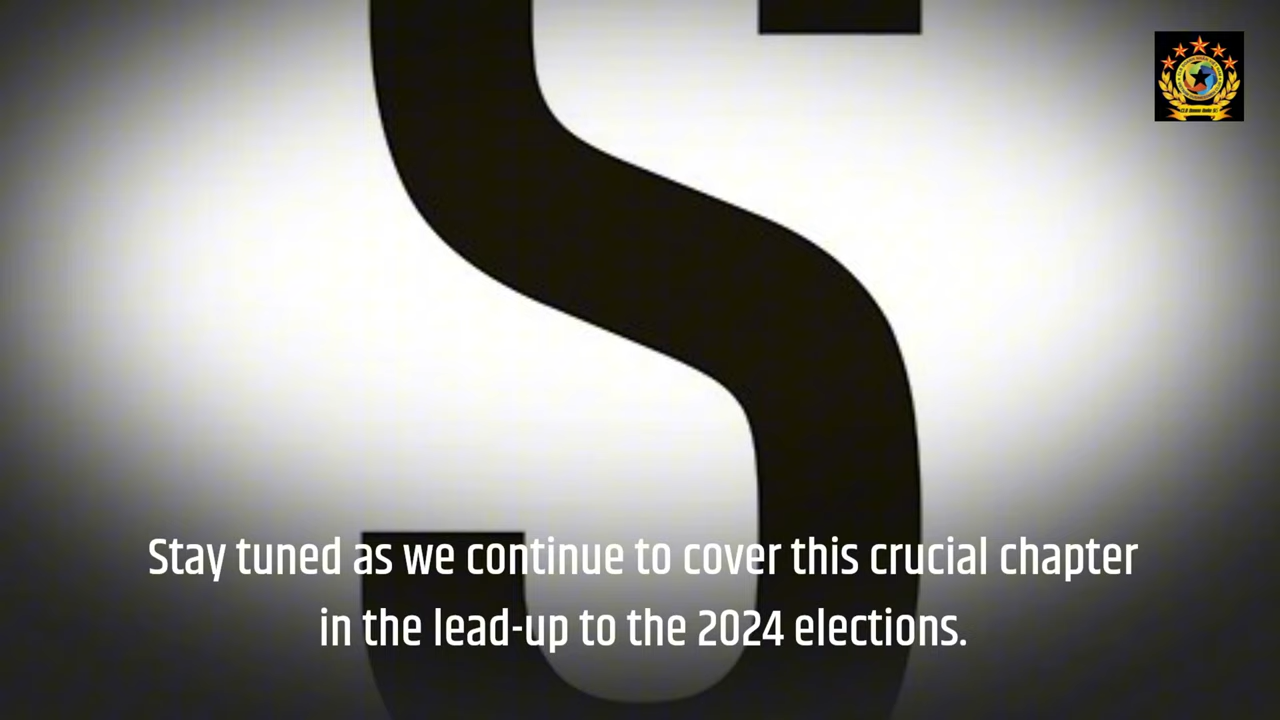 S
Stay tuned as we continue to cover this crucial chapter
in the lead-up to the 2024 elections.